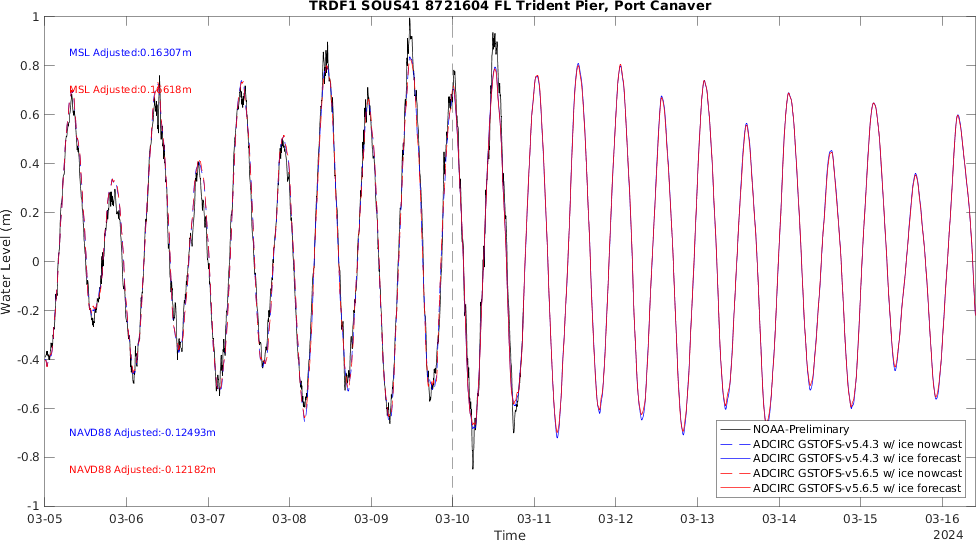 TRDF1 SOUS41 8721604 FL Trident Pier, Port Canaver
Water Level (m)
1
0.8
0.6
0.4
0.2
0
-0.2
-0.4
-0.6
-0.8
-1
MSL Adjusted:0.16307m
MSL Adjusted:0.16618m
NAVD88 Adjusted:-0.12493m
NAVD88 Adjusted:-0.12182m
NOAA-Preliminary
ADCIRC GSTOFS-v5.4.3 w/ ice nowcast
ADCIRC GSTOFS-v5.4.3 w/ ice forecast
ADCIRC GSTOFS-v5.6.5 w/ ice nowcast
ADCIRC GSTOFS-v5.6.5 w/ ice forecast
03-05 03-06 03-07 03-08 03-09 03-10 03-11 03-12 03-13 03-14 03-15 03-16
Time
2024